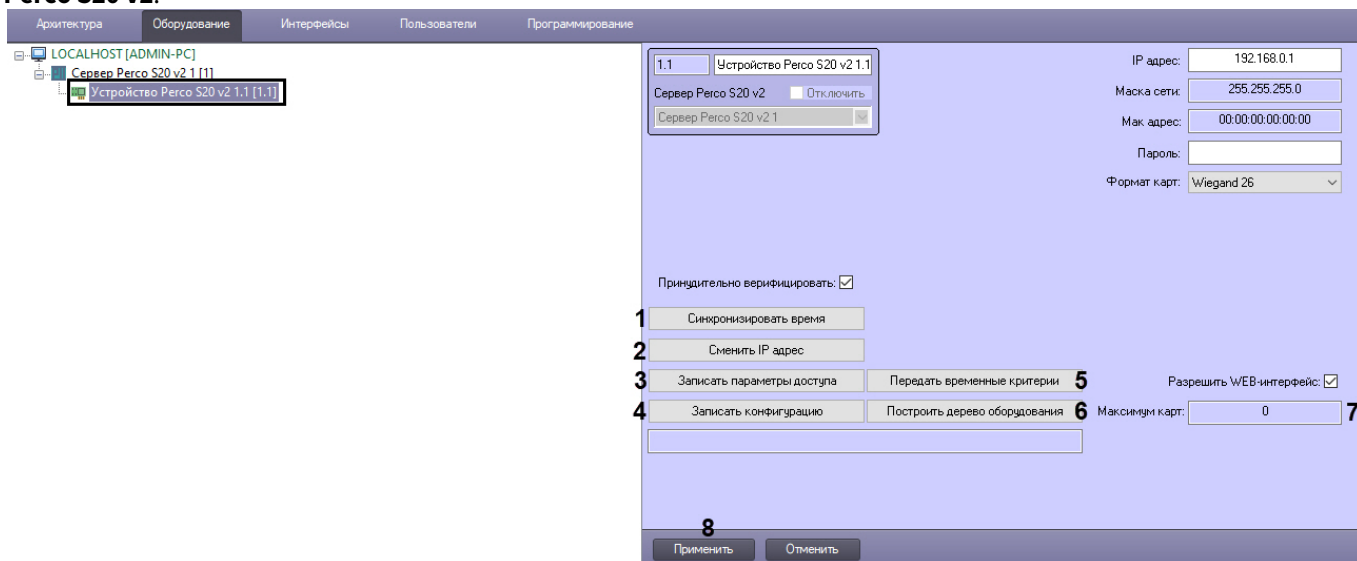 Perco S20 v2.
Архитектура Оборудование Интерфейсы Пользователи Программирование
LOCALHOST [ADMIN-PC]
Сервер Perco S20 v2 1 [1]
Устройство Perco S20 v2 1.1 [1.1]
1.1 Устройство Perco S20 v2 1.1
Сервер Perco S20 v2 Отключить
Сервер Perco S20 v2 1
IP адрес: 192.168.0.1
Маска сети: 255.255.255.0
Мак адрес: 00:00:00:00:00:00
Пароль:
Формат карт: Wiegand 26
Принудительно верифицировать:
1 Синхронизировать время
2 Сменить IP адрес
3 Записать параметры доступа Передать временные критерии 5 Разрешить WEB-интерфейс:
4 Записать конфигурацию Построить дерево оборудования 6 Максимум карт: 0 7
8
Применить Отменить